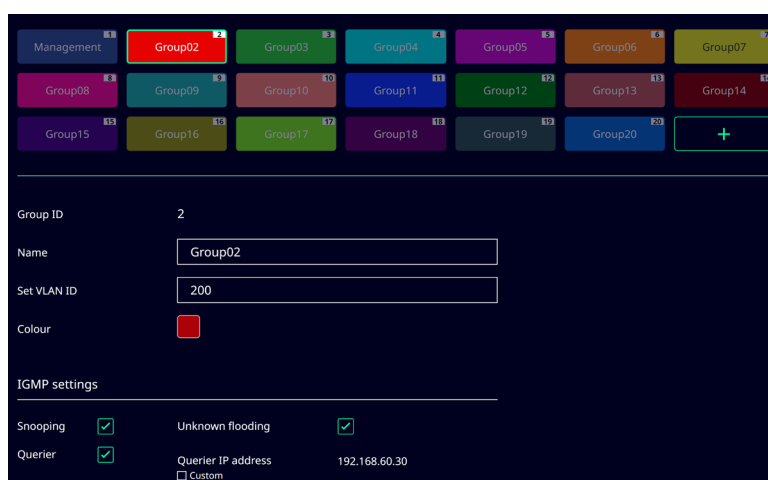 1 2 3 4 5 6 7
Management Group02 Group03 Group04 Group05 Group06 Group07
8 9 10 11 12 13
Group08 Group09 Group10 Group11 Group12 Group13 Group14
15 16 17 18 19 20
Group15 Group16 Group17 Group18 Group19 Group20 +
Group ID 2
Name Group02
Set VLAN ID 200
Colour
IGMP settings
Snooping Unknown flooding
Querier Querier IP address 192.168.60.30
Custom